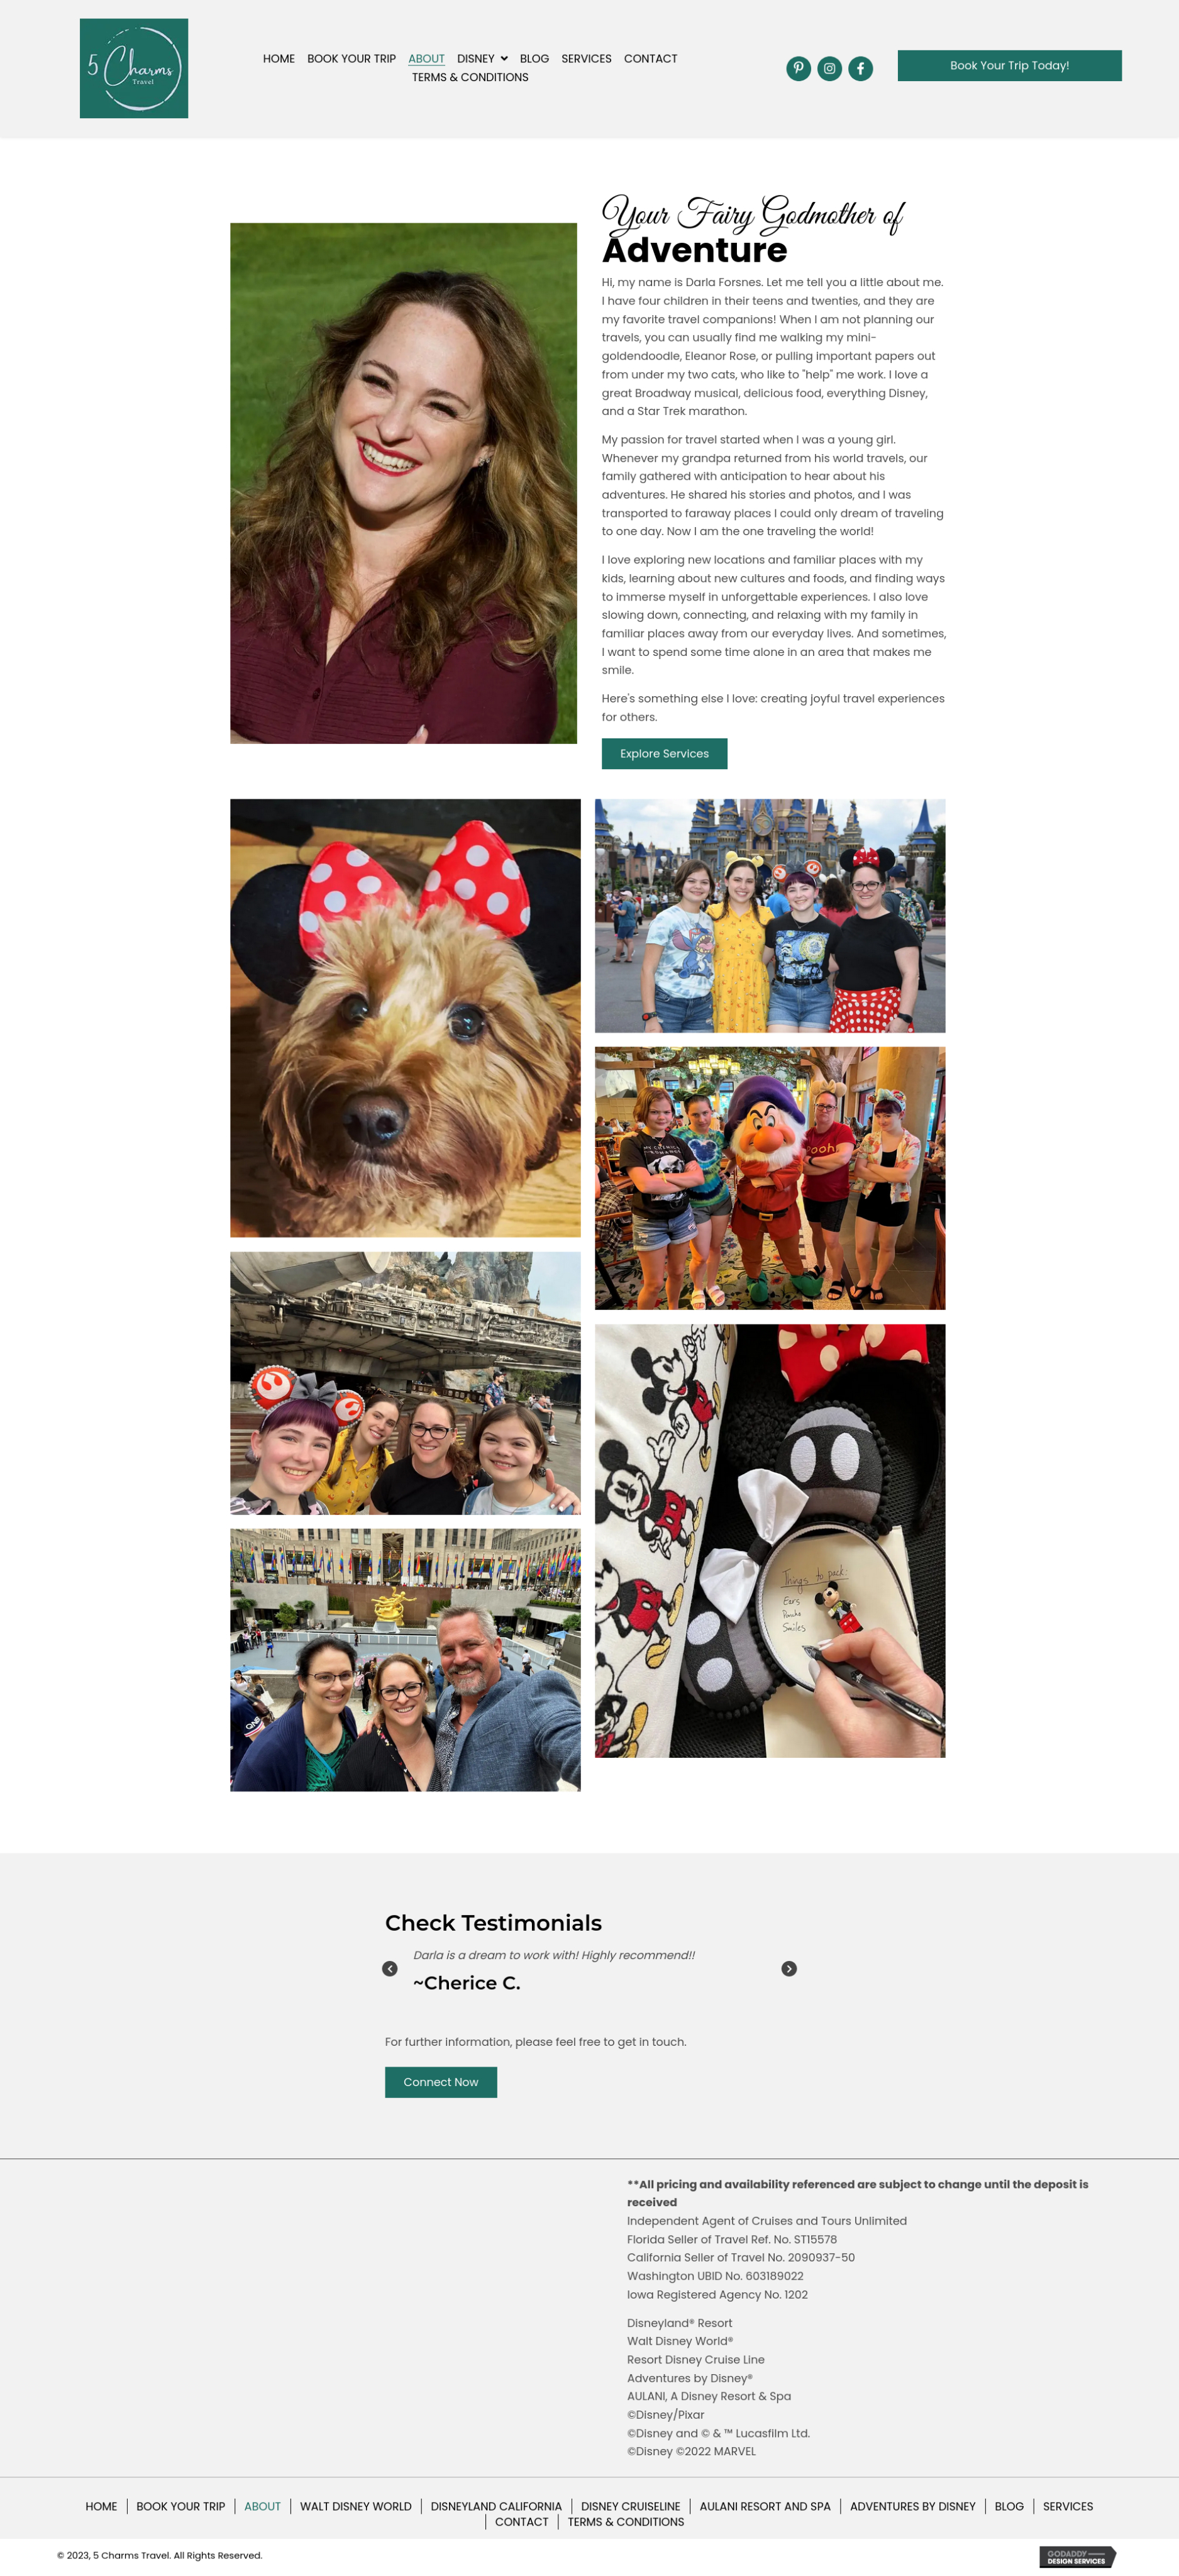 5 Charms
Travel
HOME BOOK YOUR TRIP ABOUT DISNEY BLOG SERVICES CONTACT
TERMS & CONDITIONS
Book Your Trip Today!
Your Fairy Godmother of
Adventure
Hi, my name is Darla Forsnes. Let me tell you a little about me.
I have four children in their teens and twenties, and they are
my favorite travel companions! When I am not planning our
travels, you can usually find me walking my mini-
goldendoodle, Eleanor Rose, or pulling important papers out
from under my two cats, who like to "help" me work. I love a
great Broadway musical, delicious food, everything Disney,
and a Star Trek marathon.
My passion for travel started when I was a young girl.
Whenever my grandpa returned from his world travels, our
family gathered with anticipation to hear about his
adventures. He shared his stories and photos, and I was
transported to faraway places I could only dream of traveling
to one day. Now I am the one traveling the world!
I love exploring new locations and familiar places with my
kids, learning about new cultures and foods, and finding ways
to immerse myself in unforgettable experiences. I also love
slowing down, connecting, and relaxing with my family in
familiar places away from our everyday lives. And sometimes,
I want to spend some time alone in an area that makes me
smile.
Here's something else I love: creating joyful travel experiences
for others.
Explore Services
Pooh
Things to pack:
Ears
Poncho
Smiles
Check Testimonials
Darla is a dream to work with! Highly recommend!!
~Cherice C.
For further information, please feel free to get in touch.
Connect Now
**All pricing and availability referenced are subject to change until the deposit is
received
Independent Agent of Cruises and Tours Unlimited
Florida Seller of Travel Ref. No. ST15578
California Seller of Travel No. 2090937-50
Washington UBID No. 603189022
Iowa Registered Agency No. 1202
Disneyland® Resort
Walt Disney World®
Resort Disney Cruise Line
Adventures by Disney®
AULANI, A Disney Resort & Spa
©Disney/Pixar
©Disney and © & ™ Lucasfilm Ltd.
©Disney ©2022 MARVEL
HOME BOOK YOUR TRIP ABOUT WALT DISNEY WORLD DISNEYLAND CALIFORNIA DISNEY CRUISELINE AULANI RESORT AND SPA ADVENTURES BY DISNEY BLOG SERVICES
CONTACT TERMS & CONDITIONS
© 2023, 5 Charms Travel. All Rights Reserved.
GODADDY
DESIGN SERVICES